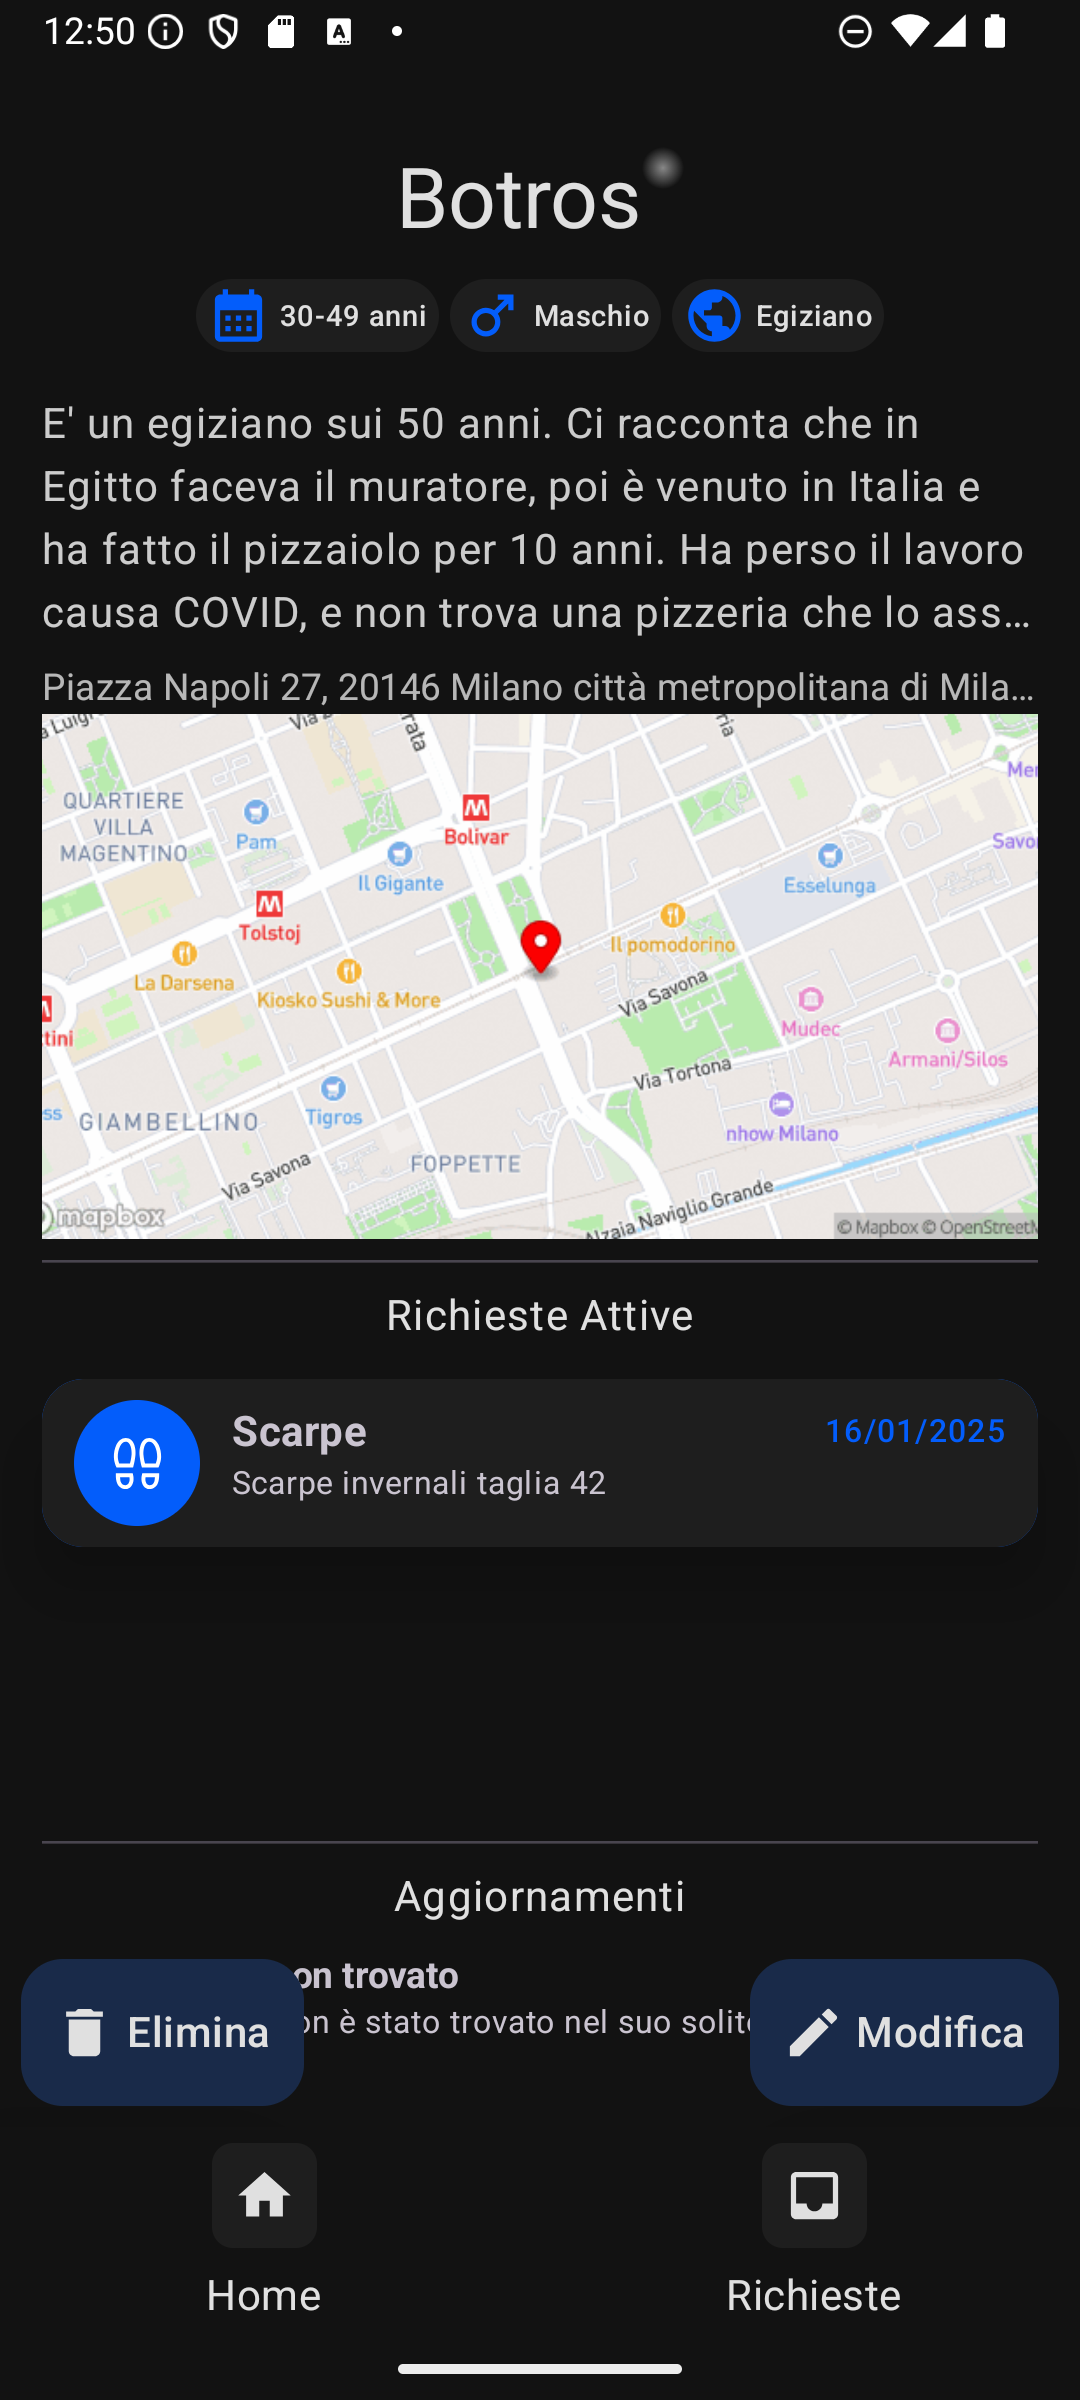 12:50
Botros
30-49 anni
Maschio
Egiziano
E' un egiziano sui 50 anni. Ci racconta che in
Egitto faceva il muratore, poi è venuto in Italia e
ha fatto il pizzaiolo per 10 anni. Ha perso il lavoro
causa COVID, e non trova una pizzeria che lo ass...
Piazza Napoli 27, 20146 Milano città metropolitana di Mila...
Via
QUARTIERE
VILLA
MAGENTINO
Pam
Bolivar
Il Gigante
Esselunga
Tolstoj
Il pomodorino
La Darsena
Kiosko Sushi & More
Via Savona
Mudec
Armani/Silos
Via Tortona
GIAMBELLINO
Tigros
nhow Milano
FOPPETTE
Via Savona
Alzaia Naviglio Grande
mapbox
© Mapbox © OpenStreetM
Richieste Attive
Scarpe
16/01/2025
Scarpe invernali taglia 42
Aggiornamenti
on trovato
on è stato trovato nel suo solito
Elimina
Modifica
Home
Richieste